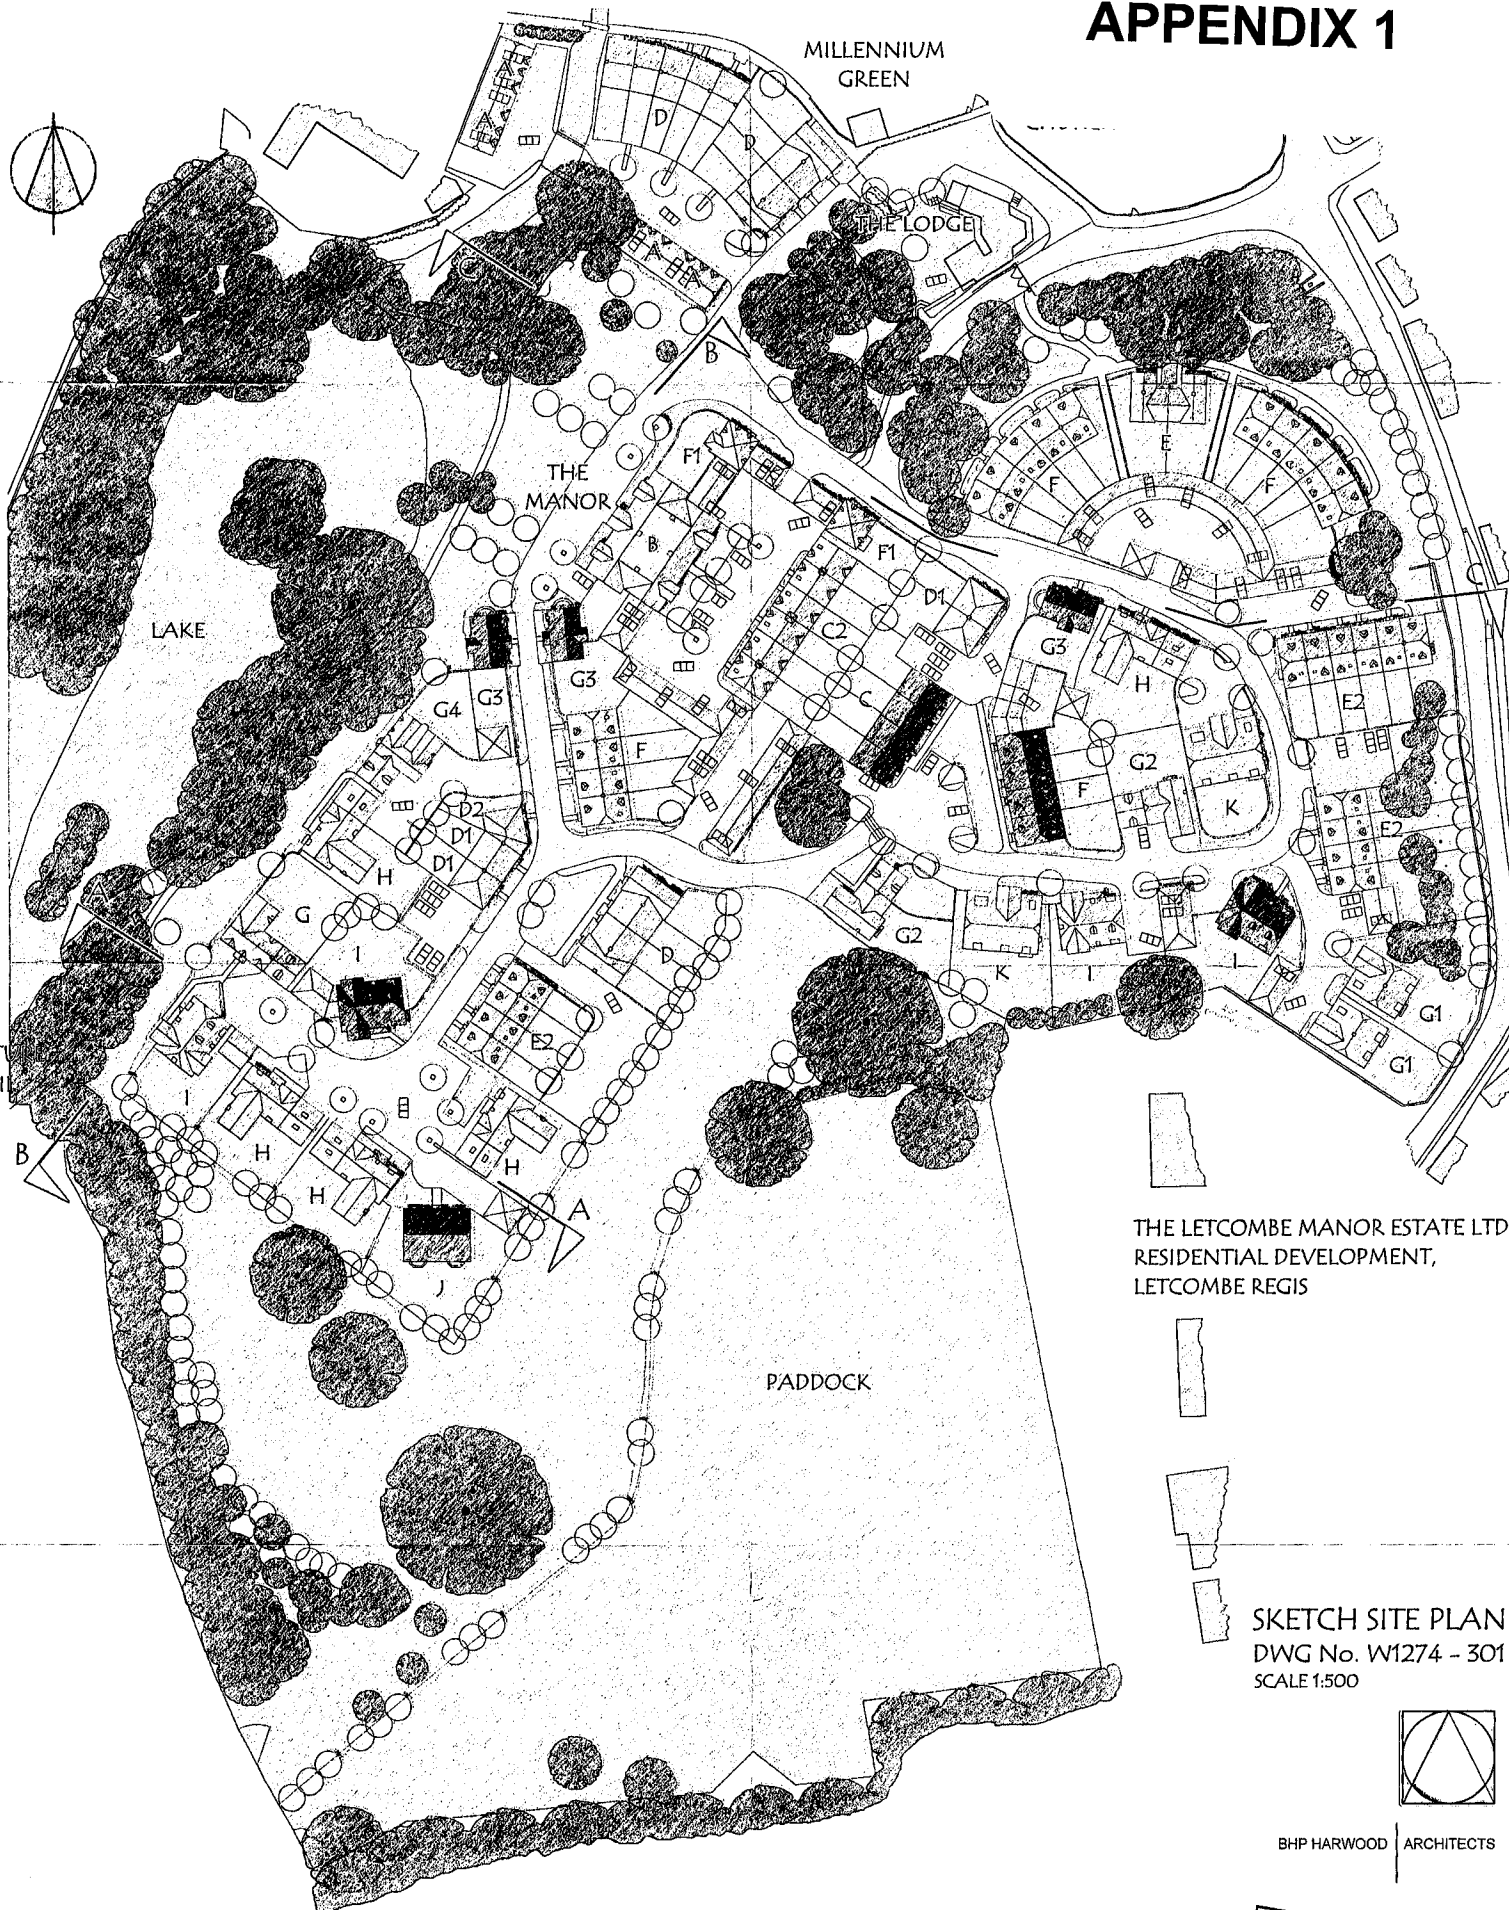 APPENDIX 1
MILLENNIUM
GREEN
D
D
THE LODGE
C
B
E
F
F
F1
THE
MANOR
B
F1
D1
C2
C
LAKE
G3
G3
G4
G3
H
E2
C
F
F
G2
K
E2
D2
D1
D1
H
G
I
D
G2
K
I
I
G1
G1
E2
I
H
H
H
B
A
J
THE LETCOMBE MANOR ESTATE LTD
RESIDENTIAL DEVELOPMENT,
LETCOMBE REGIS
PADDOCK
SKETCH SITE PLAN
DWG No. W1274 - 301
SCALE 1:500
BHP HARWOOD ARCHITECTS